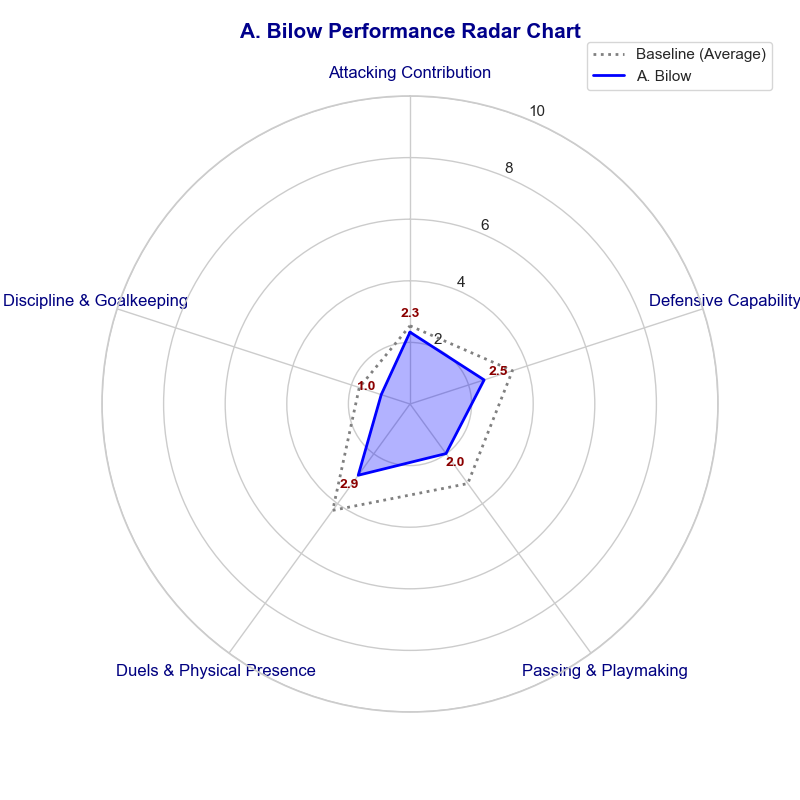 A. Bilow Performance Radar Chart
Baseline (Average)
A. Bilow
Attacking Contribution
10
8
6
4
2
Discipline & Goalkeeping
Defensive Capability
2.3
2.5
1.0
2.0
2.9
Duels & Physical Presence
Passing & Playmaking